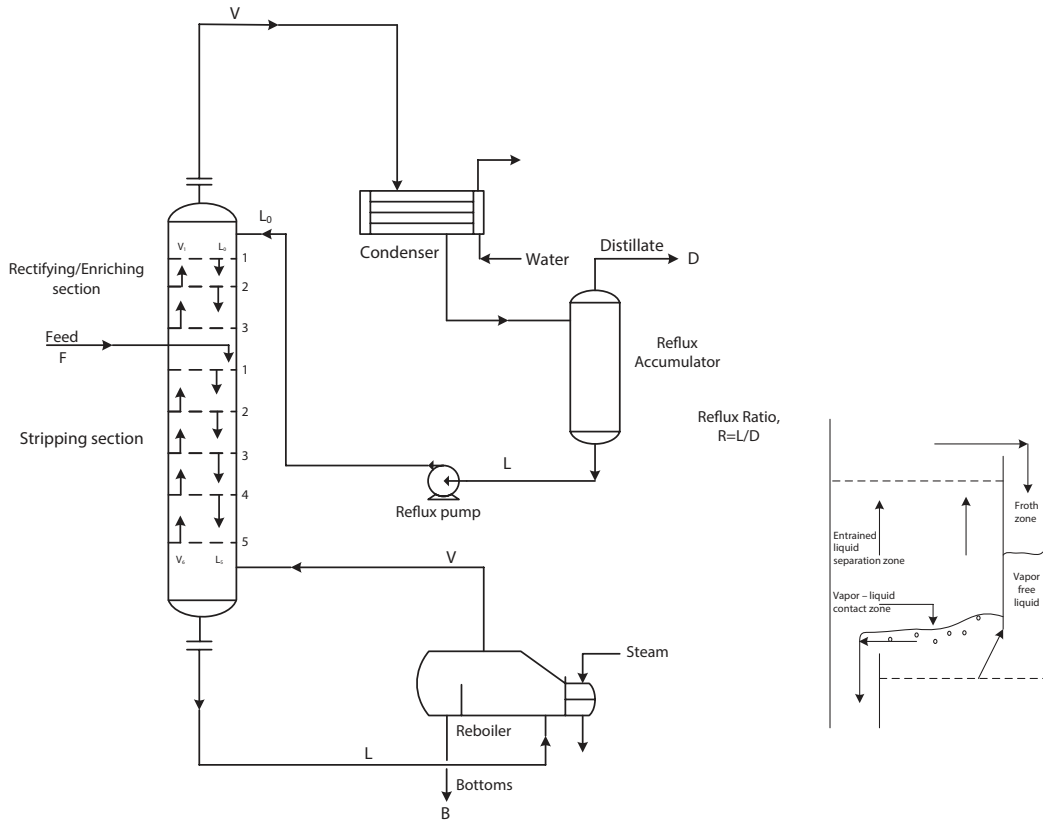 V
L₀
Condenser
Water
Distillate
D
V₁
L₀
1
Rectifying/Enriching
section
2
3
Feed
F
Reflux
Accumulator
1
2
Stripping section
3
4
5
V₆
L₅
Reflux Ratio,
R=L/D
L
Reflux pump
V
Steam
Reboiler
L
Bottoms
B
Froth
zone
Entrained
liquid
separation zone
Vapor
free
liquid
Vapor – liquid
contact zone